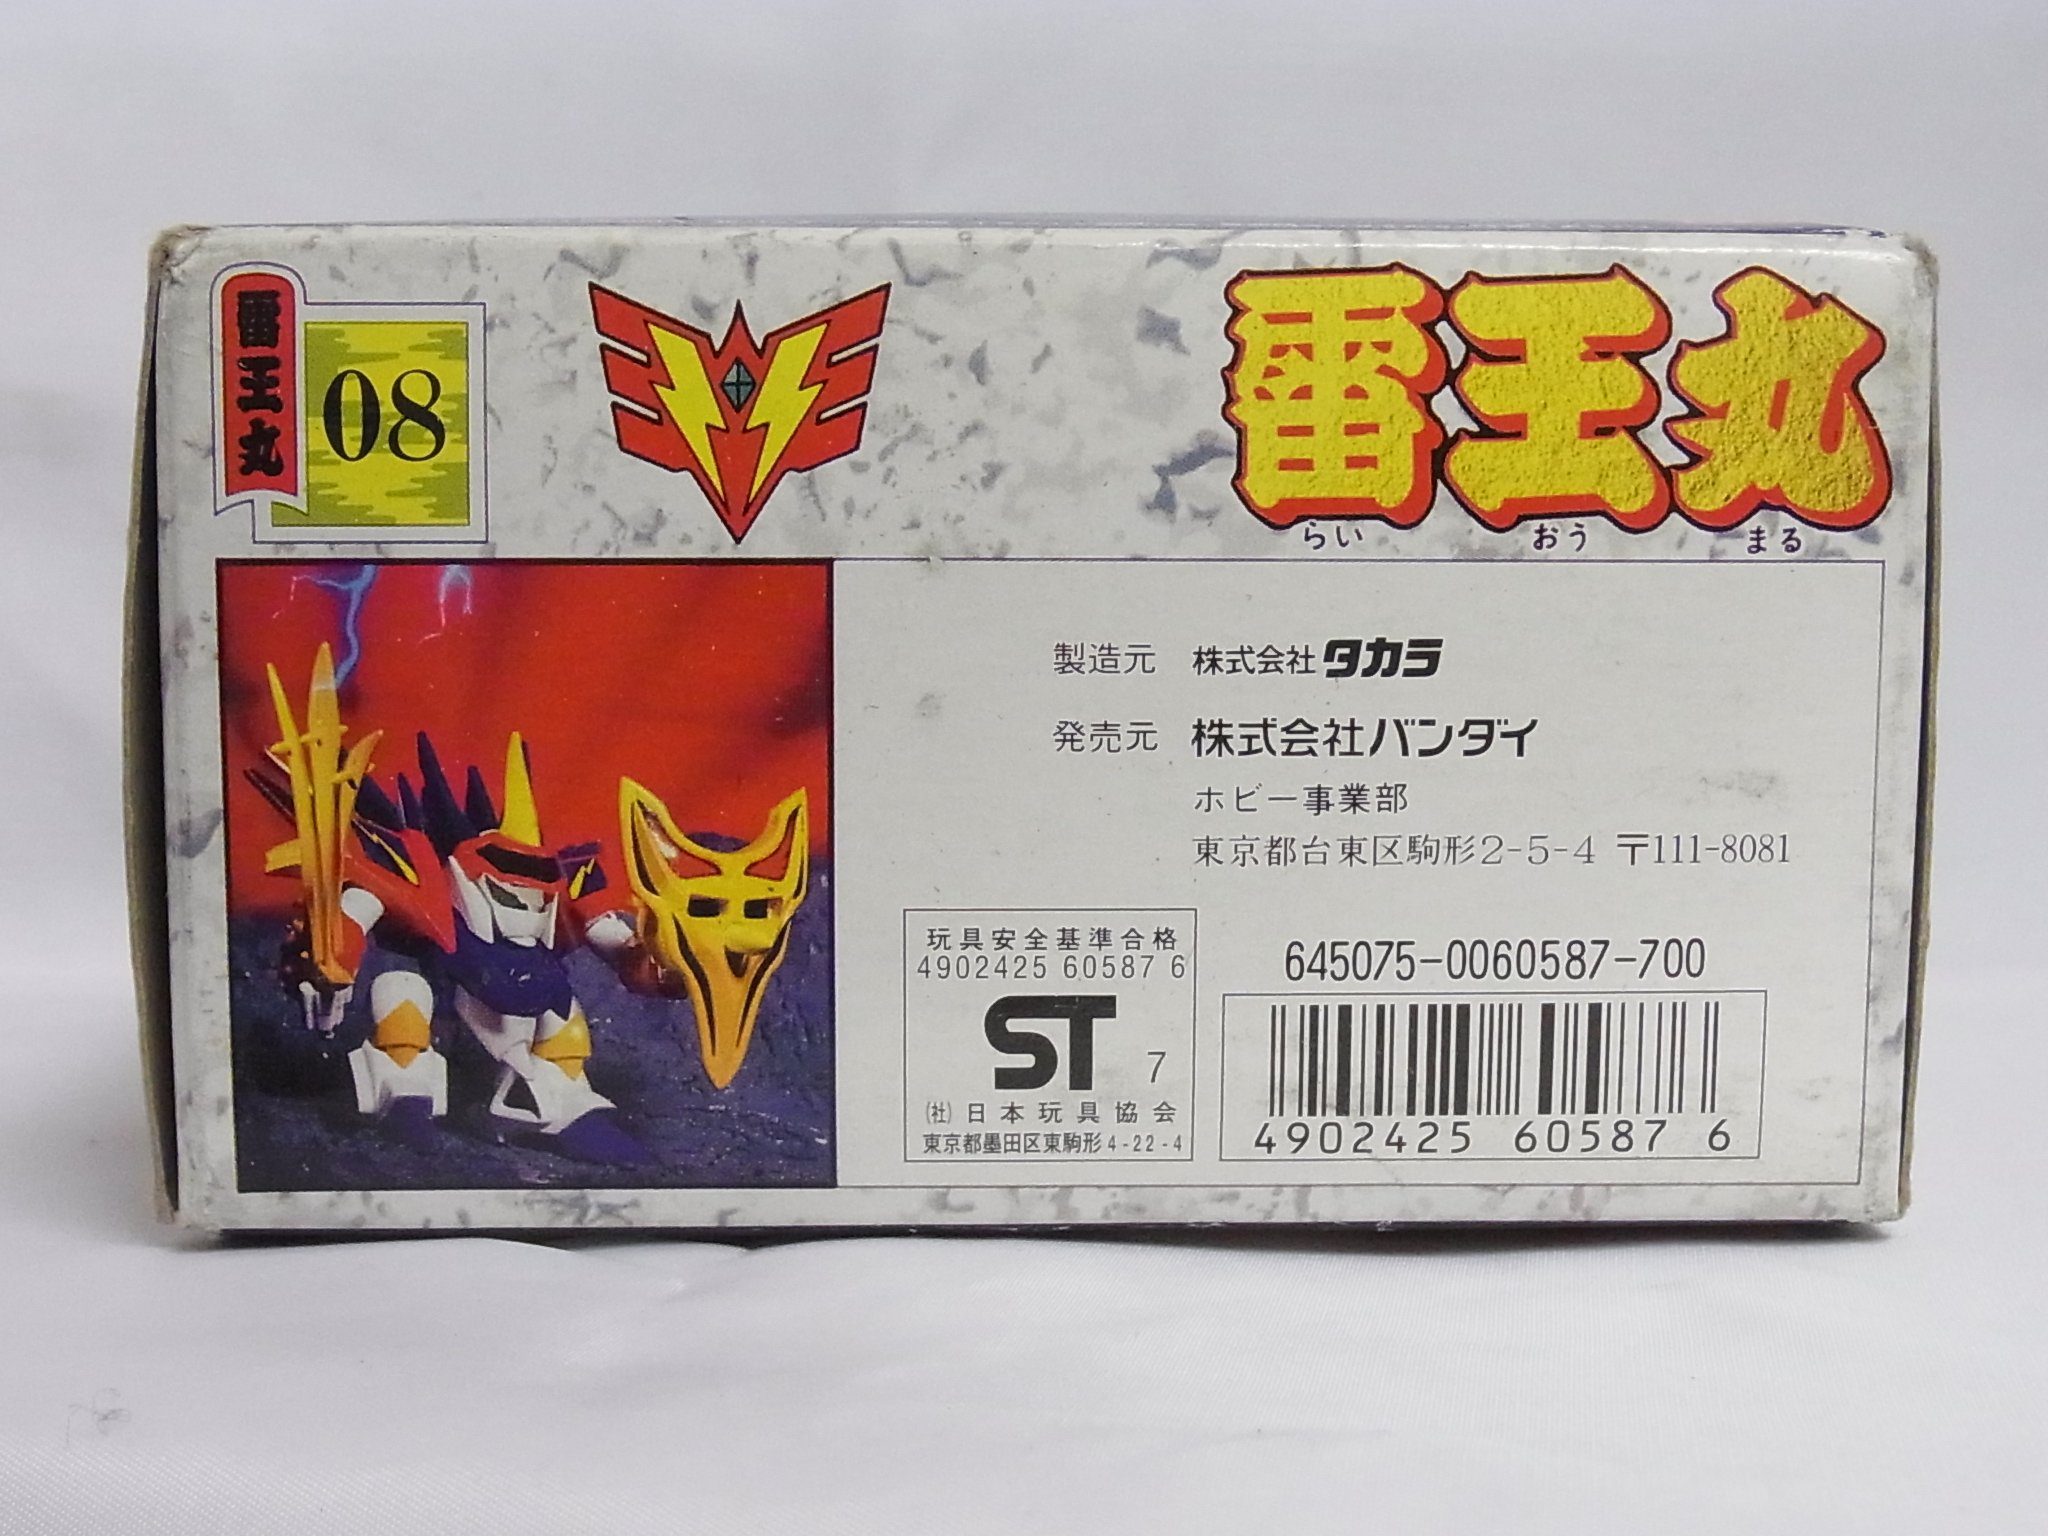 雷王丸
08
雷王丸
らい おう まる
製造元 株式会社タカラ
発売元 株式会社バンダイ
ホビー事業部
東京都台東区駒形2-5-4 〒111-8081
玩具安全基準合格
4902425 60587 6
ST 7
(社)日本玩具協会
東京都墨田区東駒形4-22-4
645075-0060587-700
4902425 60587 6